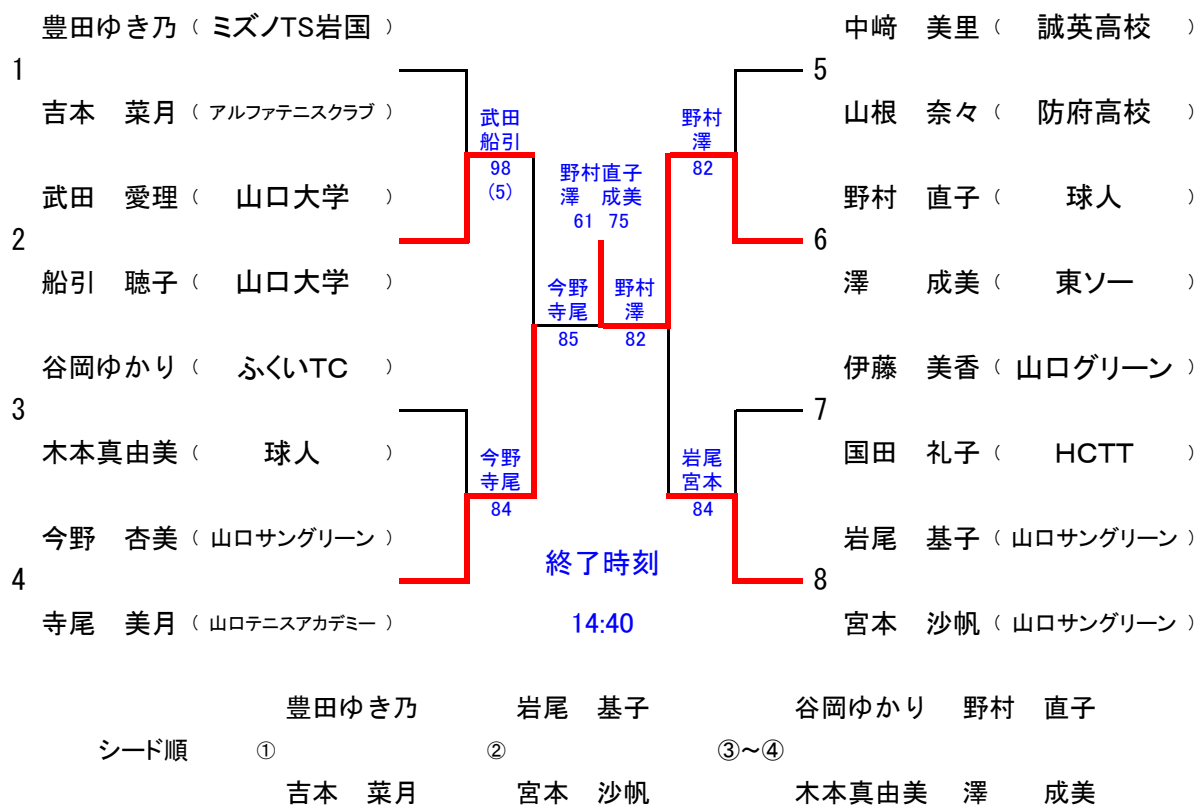 豊田ゆき乃（ ミズノTS岩国 ）
1
吉本　菜月（ アルファテニスクラブ ）
武田　愛理（ 山口大学 ）
2
船引　聴子（ 山口大学 ）
谷岡ゆかり（ ふくいTC ）
3
木本真由美（ 球人 ）
今野　杏美（ 山口サングリーン ）
4
寺尾　美月（ 山口テニスアカデミー ）
武田
船引
98
(5)
今野
寺尾
84
今野
寺尾
85
野村直子
澤　成美
61 75
野村
澤
82
野村
澤
82
岩尾
宮本
84
終了時刻
14:40
中﨑　美里（ 誠英高校 ）
5
山根　奈々（ 防府高校 ）
野村　直子（ 球人 ）
6
澤　　成美（ 東ソー ）
伊藤　美香（ 山口グリーン ）
7
国田　礼子（ HCTT ）
岩尾　基子（ 山口サングリーン ）
8
宮本　沙帆（ 山口サングリーン ）
豊田ゆき乃　岩尾　基子　谷岡ゆかり　野村　直子
シード順　①　②　③～④
吉本　菜月　宮本　沙帆　木本真由美　澤　　成美